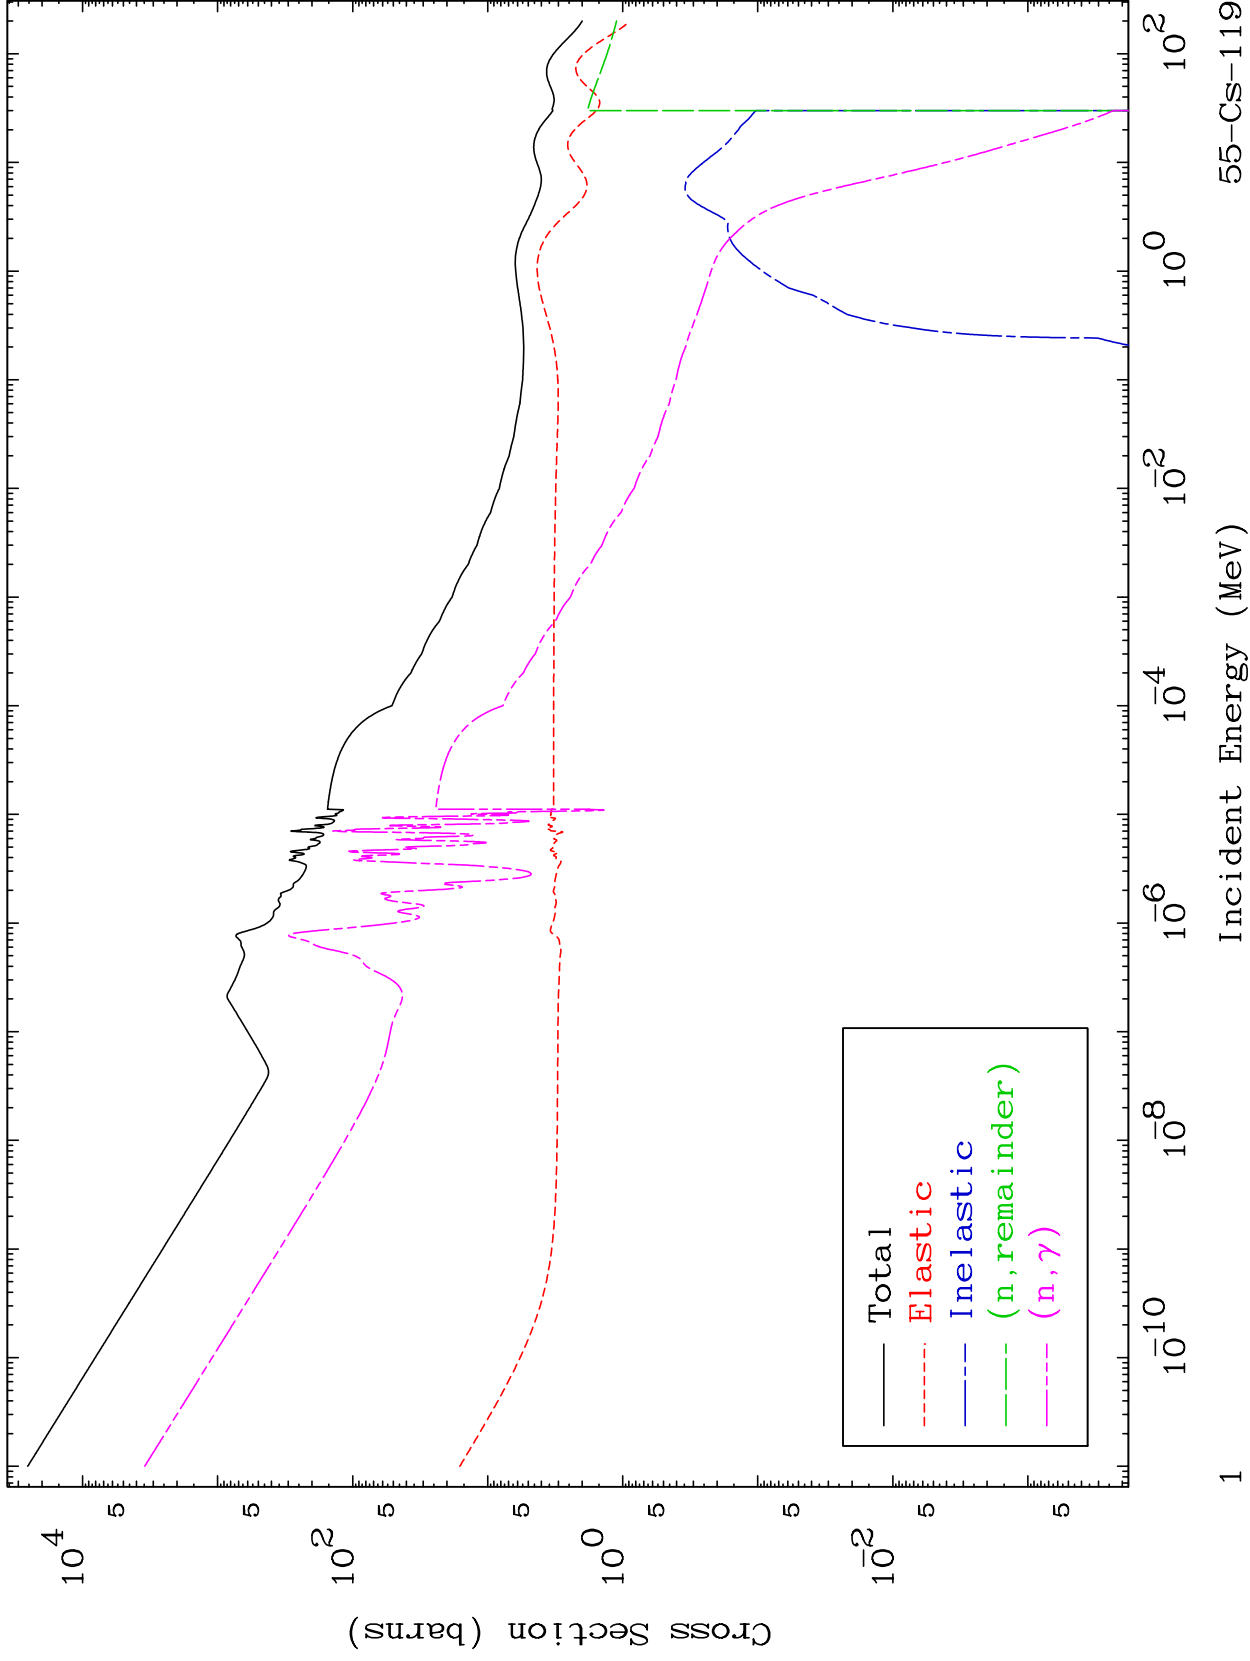 Cross Section (barns)
10^4
5
10^2
5
5
10^0
5
5
10^-2
5
5
Total
Elastic
Inelastic
(n,remainder)
(n,γ)
10^-10
10^-8
10^-6
10^-4
10^-2
10^0
10^2
Incident Energy (MeV)
1
55-Cs-119